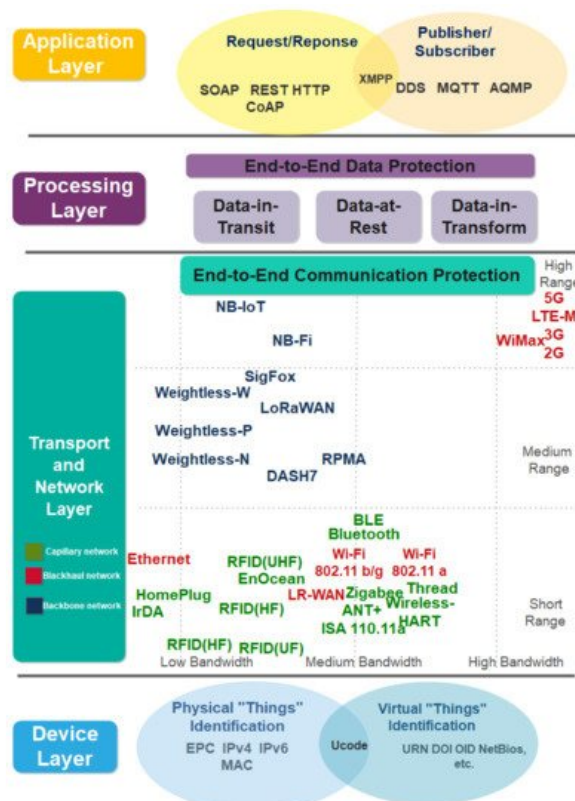 Application
Layer
Request/Reponse
Publisher/
Subscriber
SOAP REST HTTP
CoAP
XMPP
DDS MQTT AQMP
Processing
Layer
End-to-End Data Protection
Data-in-
Transit
Data-at-
Rest
Data-in-
Transform
Transport
and
Network
Layer
Capillary network
Blackhaul network
Backbone network
End-to-End Communication Protection
High
Range
NB-IoT
5G
LTE-M
NB-Fi
WiMax
3G
2G
SigFox
Weightless-W
LoRaWAN
Weightless-P
Weightless-N
RPMA
DASH7
Medium
Range
BLE
Bluetooth
Ethernet
RFID(UHF)
EnOcean
Wi-Fi
802.11 b/g
Wi-Fi
802.11 a
HomePlug
IrDA
RFID(HF)
LR-WAN
Zigabee
Thread
ANT+
Wireless-
HART
ISA 110.11a
Short
Range
RFID(HF)
RFID(UF)
Low Bandwidth
Medium Bandwidth
High Bandwidth
Device
Layer
Physical "Things"
Identification
EPC IPv4 IPv6
MAC
Ucode
Virtual "Things"
Identification
URN DOI OID NetBios,
etc.